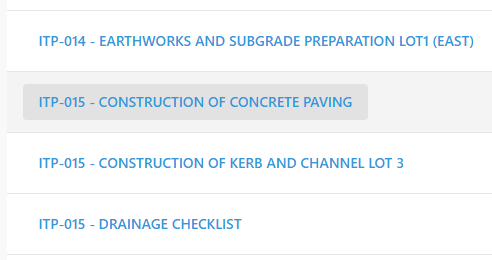 ITP-014 - EARTHWORKS AND SUBGRADE PREPARATION LOT1 (EAST)
ITP-015 - CONSTRUCTION OF CONCRETE PAVING
ITP-015 - CONSTRUCTION OF KERB AND CHANNEL LOT 3
ITP-015 - DRAINAGE CHECKLIST